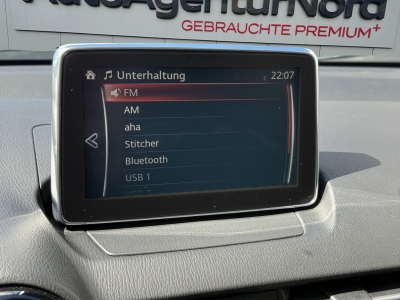 AutoAgenturNord
GEBRAUCHTE PREMIUM+
Unterhaltung 22:07
FM
AM
aha
Stitcher
Bluetooth
USB 1